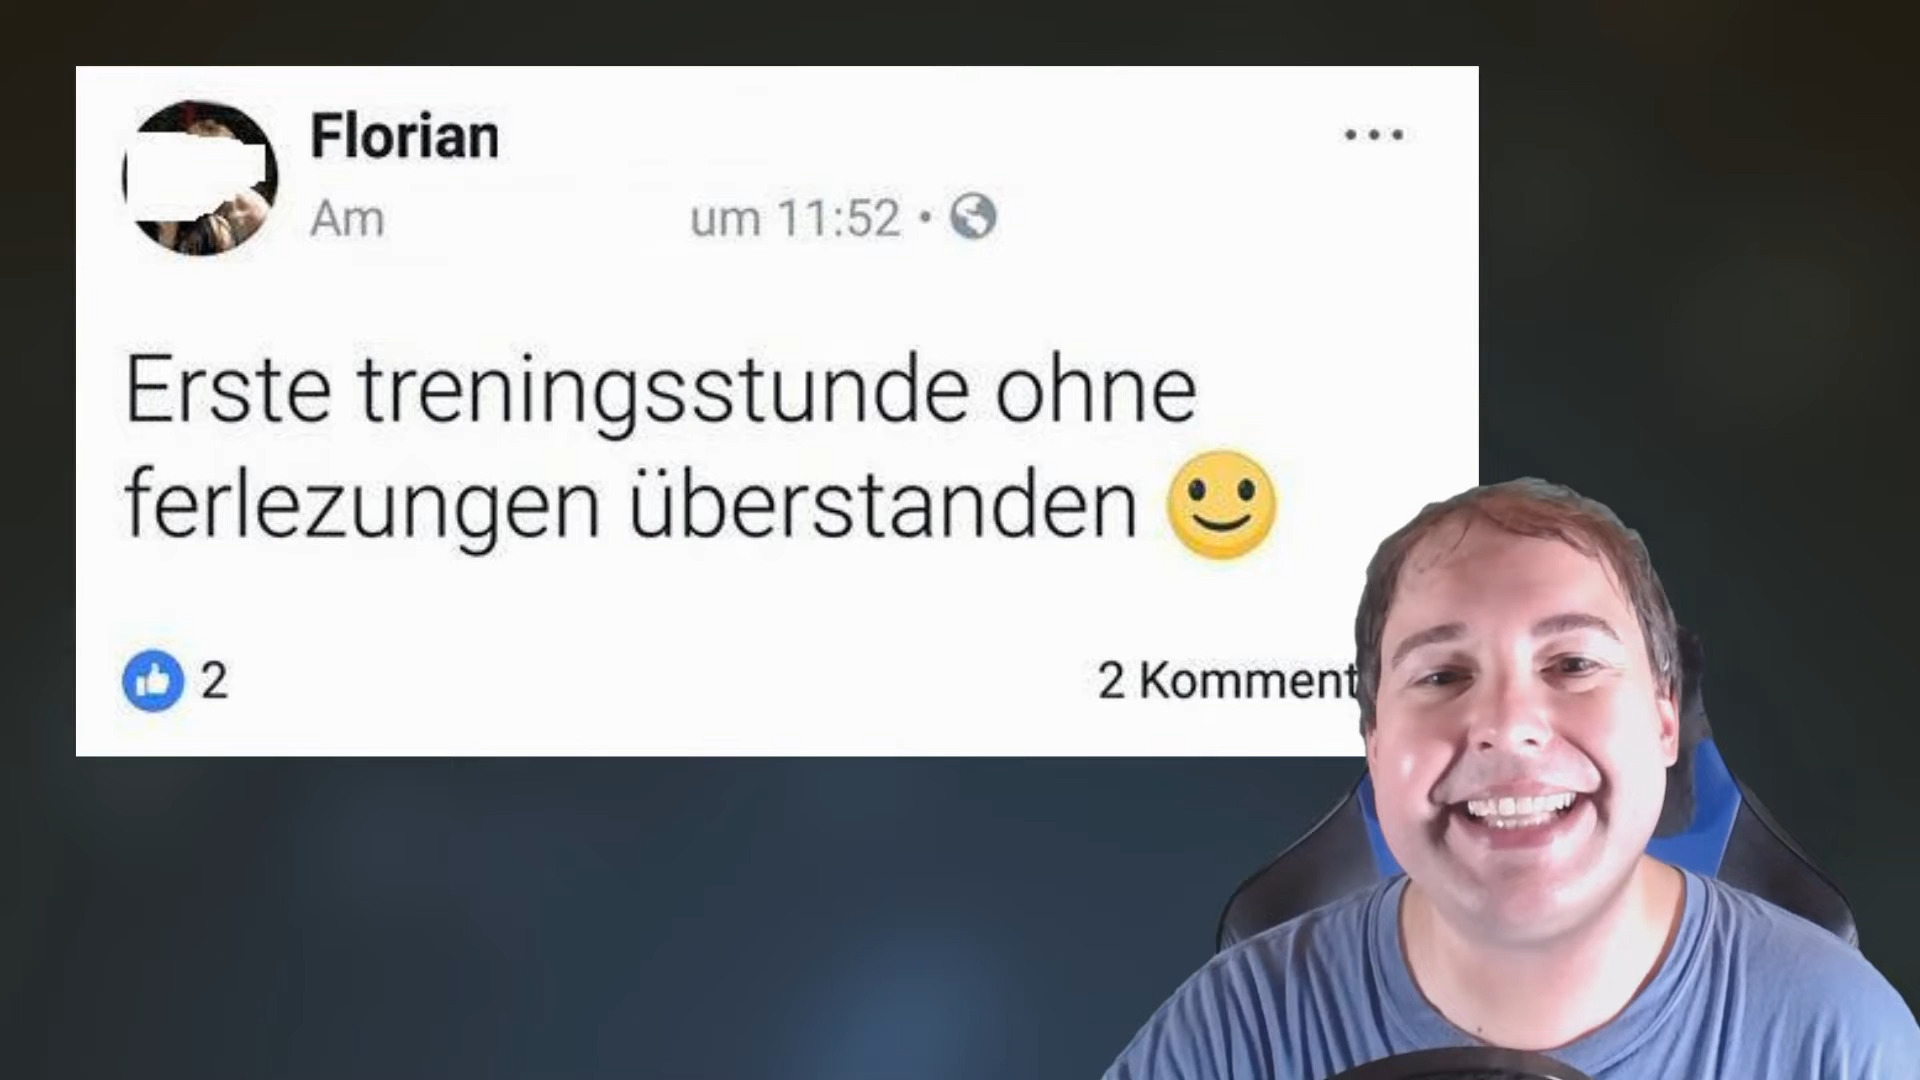 Florian
Am um 11:52
Erste treningsstunde ohne
ferlezungen überstanden
2
2 Komment